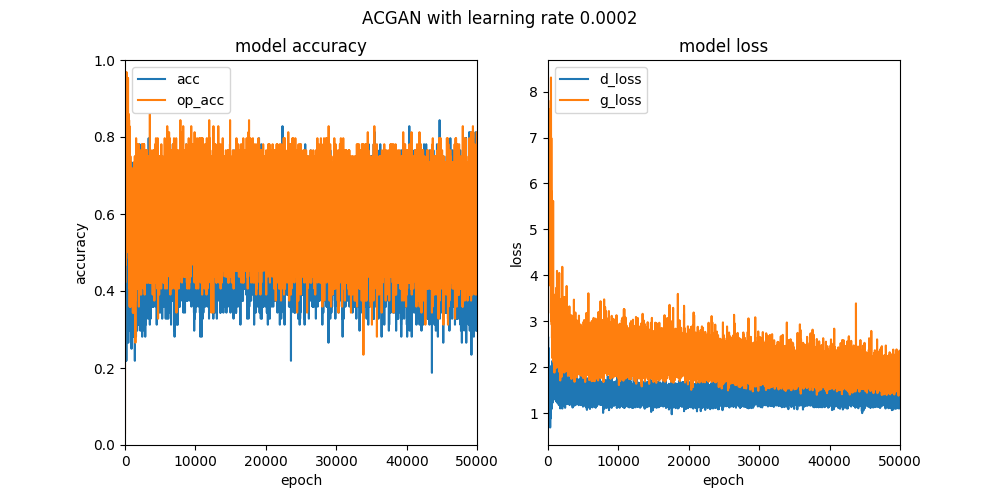 ACGAN with learning rate 0.0002
model accuracy
acc
op_acc
accuracy
1.0
0.8
0.6
0.4
0.2
0.0
0 10000 20000 30000 40000 50000
epoch
model loss
d_loss
g_loss
loss
8
7
6
5
4
3
2
1
0 10000 20000 30000 40000 50000
epoch